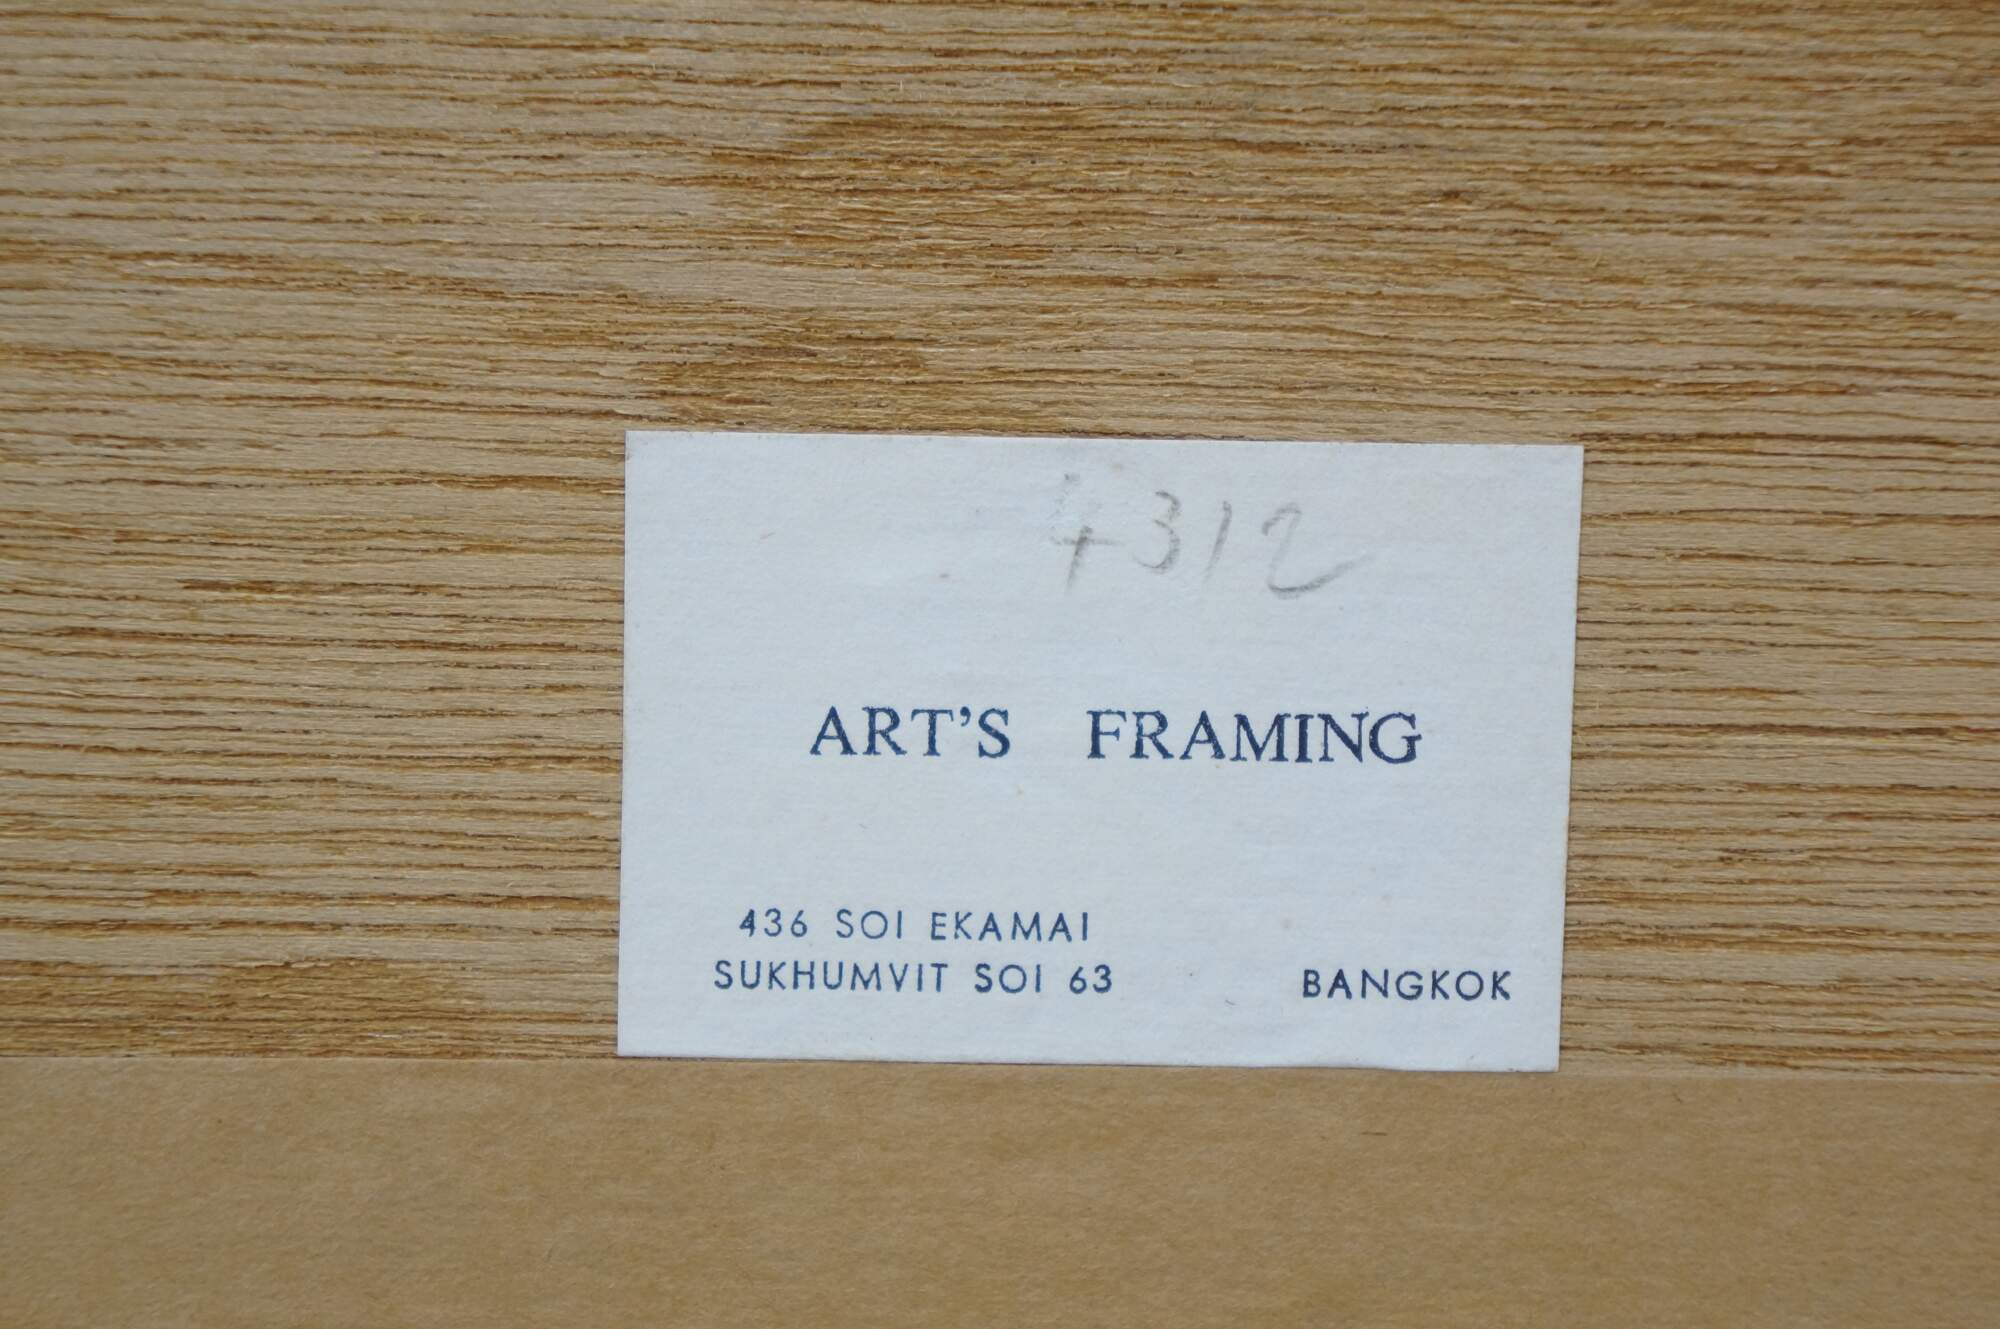 4312
ART'S FRAMING
436 SOI EKAMAI
SUKHUMVIT SOI 63 BANGKOK